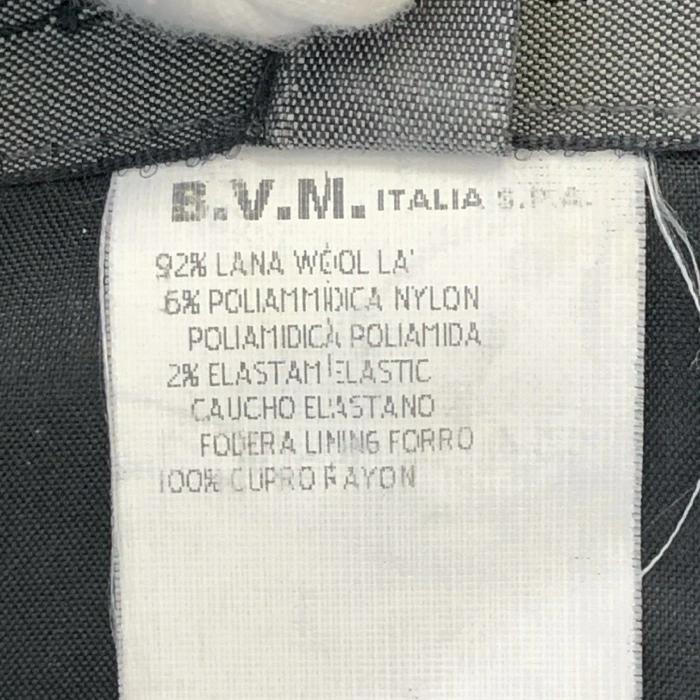 B.V.M. ITALIA S.P.A.
92% LANA WOOL LA'
6% POLIAMMIDICA NYLON
POLIAMIDICA POLIAMIDA
2% ELASTAM ELASTIC
CAUCHO ELASTANO
FODERA LINING FORRO
100% CUPRO RAYON